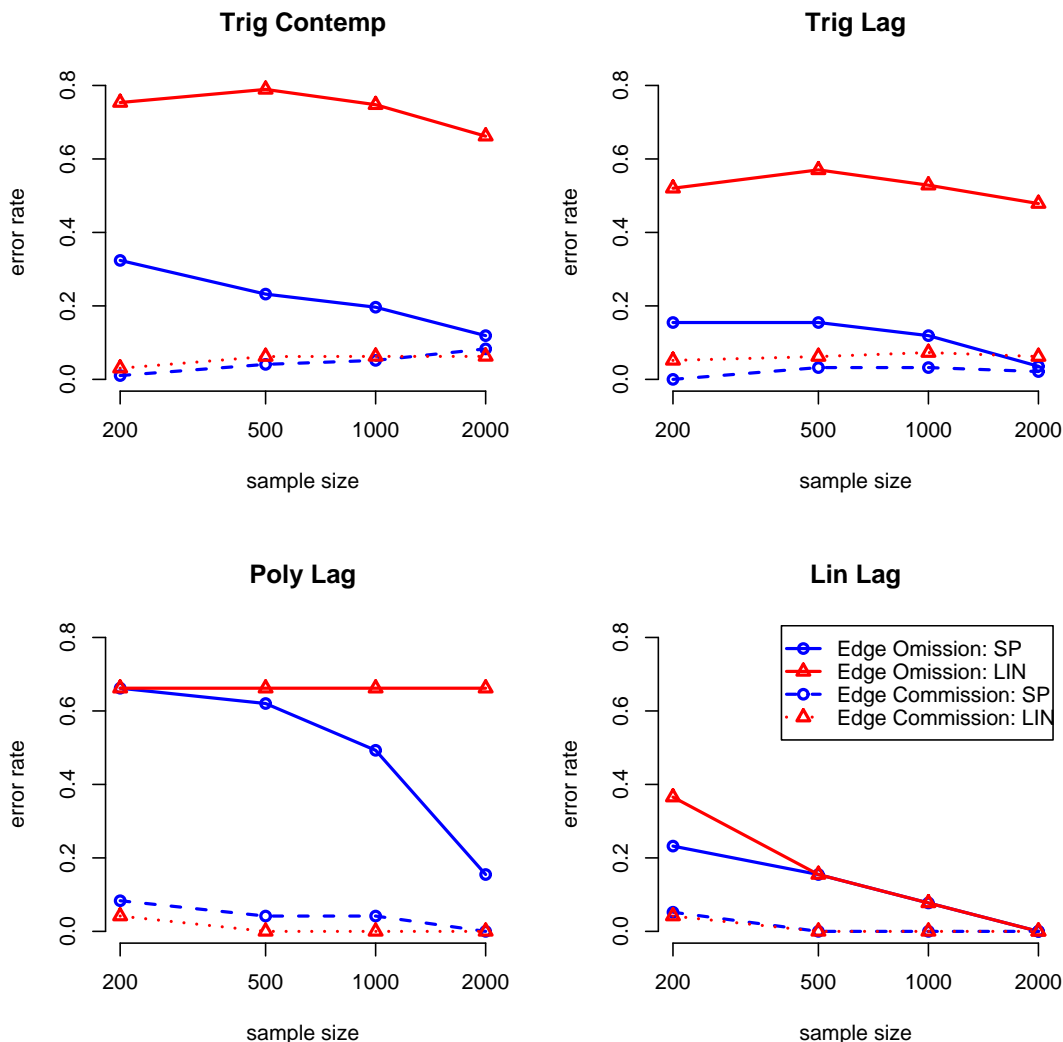 Trig Contemp
error rate
0.8
0.6
0.4
0.2
0.0
200 500 1000 2000
sample size
Trig Lag
error rate
0.8
0.6
0.4
0.2
0.0
200 500 1000 2000
sample size
Poly Lag
error rate
0.8
0.6
0.4
0.2
0.0
200 500 1000 2000
sample size
Lin Lag
error rate
0.8
0.6
0.4
0.2
0.0
Edge Omission: SP
Edge Omission: LIN
Edge Commission: SP
Edge Commission: LIN
200 500 1000 2000
sample size